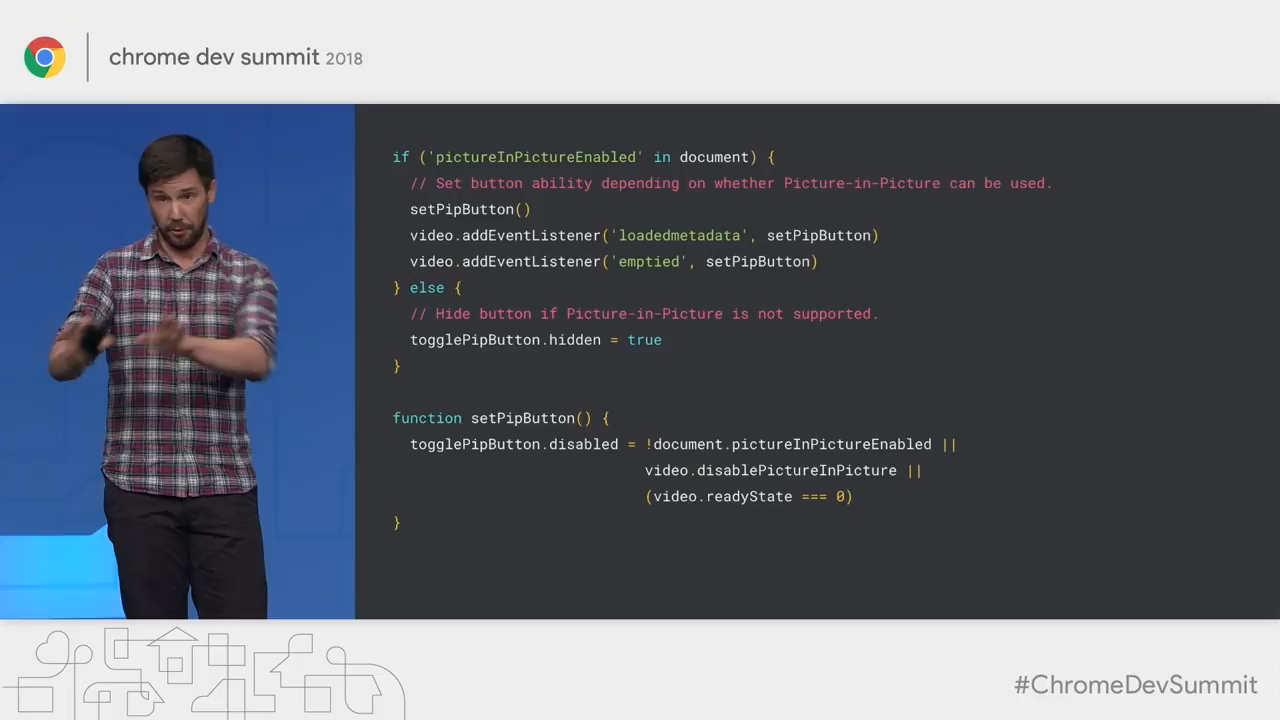 chrome dev summit 2018
if ('pictureInPictureEnabled' in document) {
// Set button ability depending on whether Picture-in-Picture can be used.
setPipButton()
video.addEventListener('loadedmetadata', setPipButton)
video.addEventListener('emptied', setPipButton)
} else {
// Hide button if Picture-in-Picture is not supported.
togglePipButton.hidden = true
}
function setPipButton() {
togglePipButton.disabled = !document.pictureInPictureEnabled ||
video.disablePictureInPicture ||
(video.readyState === 0)
}
#ChromeDevSummit